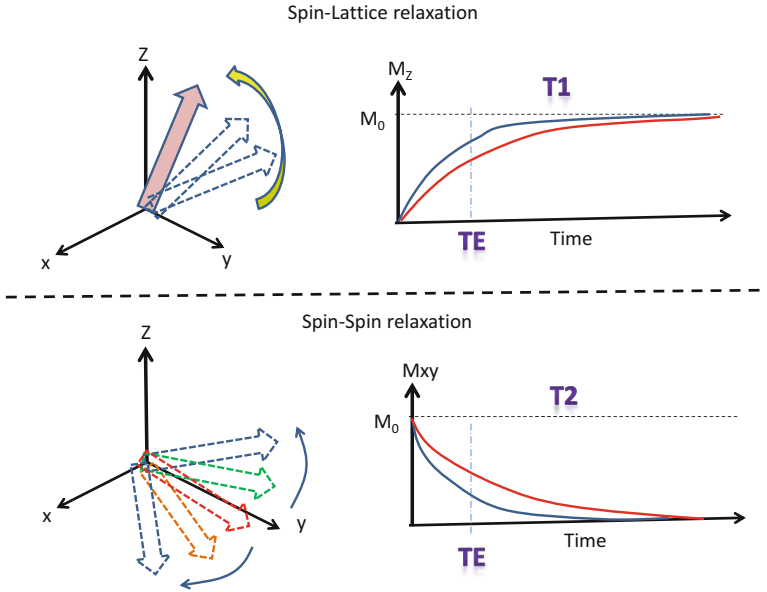 Spin-Lattice relaxation
Z
x
y
Mz
T1
M0
TE
Time
Spin-Spin relaxation
Z
x
y
Mxy
T2
M0
TE
Time